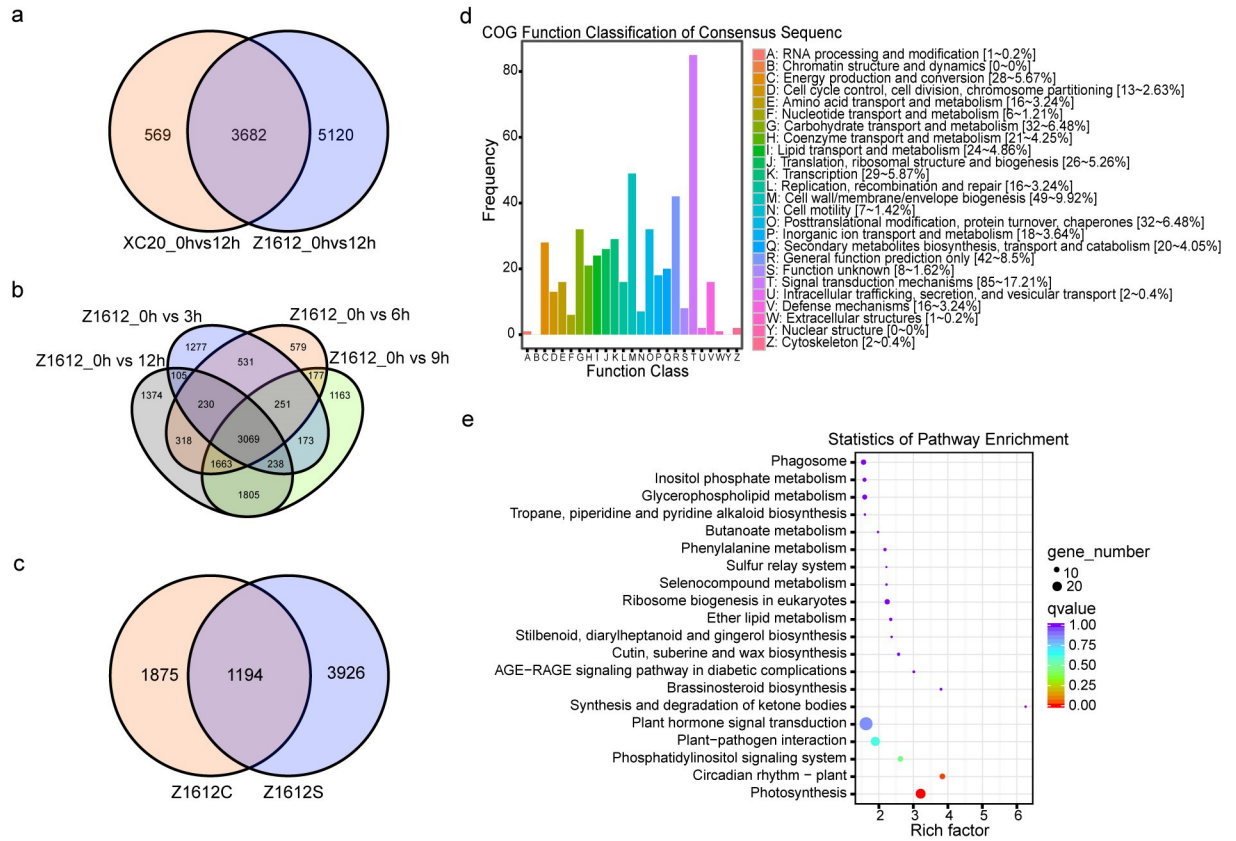 a
569
3682
5120
XC20_0hvs12h
Z1612_0hvs12h
b
Z1612_0h vs 3h
Z1612_0h vs 6h
Z1612_0h vs 12h
Z1612_0h vs 9h
1277
531
579
105
177
1374
230
251
1163
318
3069
173
1663
238
1805
c
1875
1194
3926
Z1612C
Z1612S
d
COG Function Classification of Consensus Sequenc
Frequency
80
60
40
20
0
A B C D E F G H I J K L M N O P Q R S T U V W Y Z
Function Class
A: RNA processing and modification [1~0.2%]
B: Chromatin structure and dynamics [0~0%]
C: Energy production and conversion [28~5.67%]
D: Cell cycle control, cell division, chromosome partitioning [13~2.63%]
E: Amino acid transport and metabolism [16~3.24%]
F: Nucleotide transport and metabolism [6~1.21%]
G: Carbohydrate transport and metabolism [32~6.48%]
H: Coenzyme transport and metabolism [21~4.25%]
I: Lipid transport and metabolism [24~4.86%]
J: Translation, ribosomal structure and biogenesis [26~5.26%]
K: Transcription [29~5.87%]
L: Replication, recombination and repair [16~3.24%]
M: Cell wall/membrane/envelope biogenesis [49~9.92%]
N: Cell motility [7~1.42%]
O: Posttranslational modification, protein turnover, chaperones [32~6.48%]
P: Inorganic ion transport and metabolism [18~3.64%]
Q: Secondary metabolites biosynthesis, transport and catabolism [20~4.05%]
R: General function prediction only [42~8.5%]
S: Function unknown [8~1.62%]
T: Signal transduction mechanisms [85~17.21%]
U: Intracellular trafficking, secretion, and vesicular transport [2~0.4%]
V: Defense mechanisms [16~3.24%]
W: Extracellular structures [1~0.2%]
Y: Nuclear structure [0~0%]
Z: Cytoskeleton [2~0.4%]
e
Statistics of Pathway Enrichment
Phagosome
Inositol phosphate metabolism
Glycerophospholipid metabolism
Tropane, piperidine and pyridine alkaloid biosynthesis
Butanoate metabolism
Phenylalanine metabolism
Sulfur relay system
Selenocompound metabolism
Ribosome biogenesis in eukaryotes
Ether lipid metabolism
Stilbenoid, diarylheptanoid and gingerol biosynthesis
Cutin, suberine and wax biosynthesis
AGE−RAGE signaling pathway in diabetic complications
Brassinosteroid biosynthesis
Synthesis and degradation of ketone bodies
Plant hormone signal transduction
Plant−pathogen interaction
Phosphatidylinositol signaling system
Circadian rhythm − plant
Photosynthesis
2 3 4 5 6
Rich factor
gene_number
10
20
qvalue
1.00
0.75
0.50
0.25
0.00